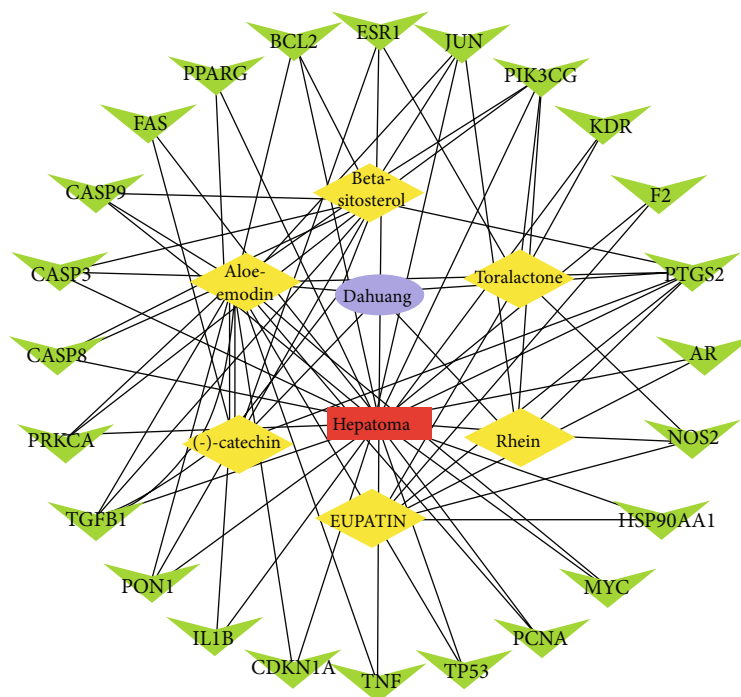 BCL2
ESR1
JUN
PPARG
PIK3CG
FAS
KDR
CASP9
Beta-
sitosterol
F2
CASP3
Aloe-
emodin
Dahuang
Toralactone
PTGS2
CASP8
AR
PRKCA
(-)-catechin
Hepatoma
Rhein
NOS2
TGFB1
EUPATIN
HSP90AA1
PON1
MYC
IL1B
PCNA
CDKN1A
TNF
TP53